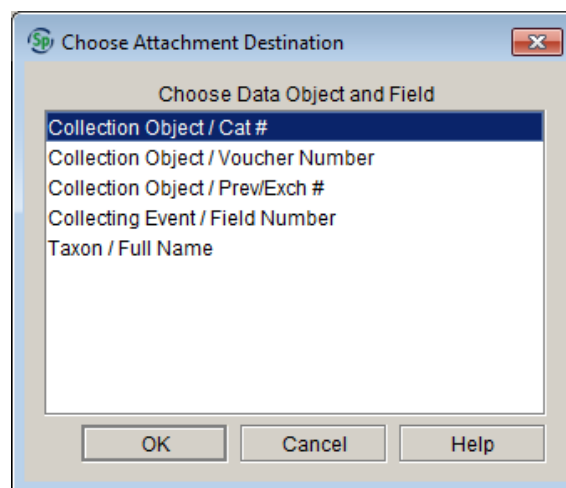 Sp Choose Attachment Destination
Choose Data Object and Field
Collection Object / Cat #
Collection Object / Voucher Number
Collection Object / Prev/Exch #
Collecting Event / Field Number
Taxon / Full Name
OK Cancel Help